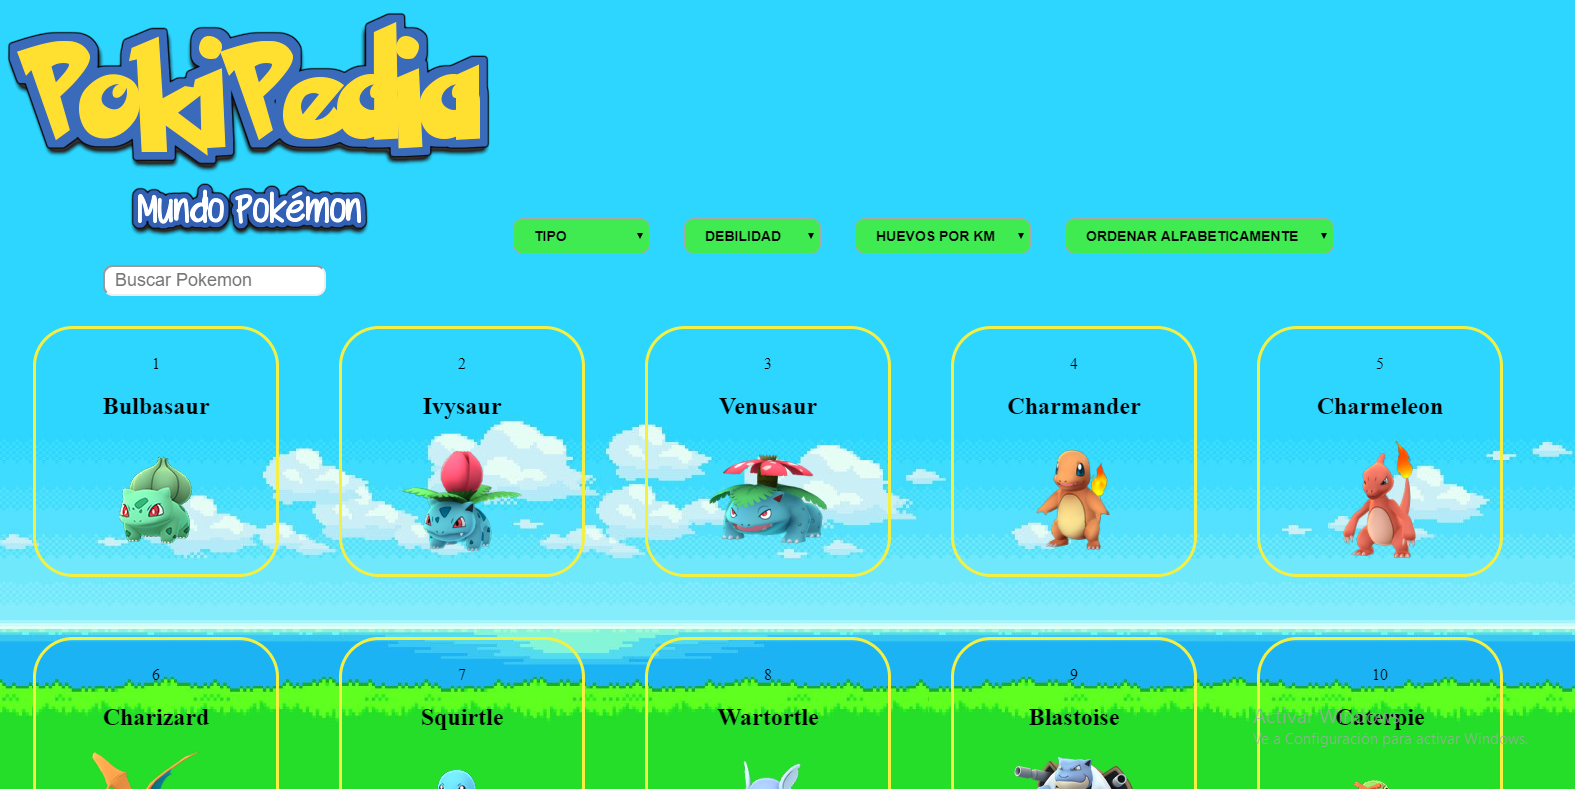 PokiPedia
Mundo Pokémon
TIPO
DEBILIDAD
HUEVOS POR KM
ORDENAR ALFABETICAMENTE
Buscar Pokemon
1
Bulbasaur
2
Ivysaur
3
Venusaur
4
Charmander
5
Charmeleon
6
Charizard
7
Squirtle
8
Wartortle
9
Blastoise
10
Caterpie
Activar Windows
Ve a Configuración para activar Windows.